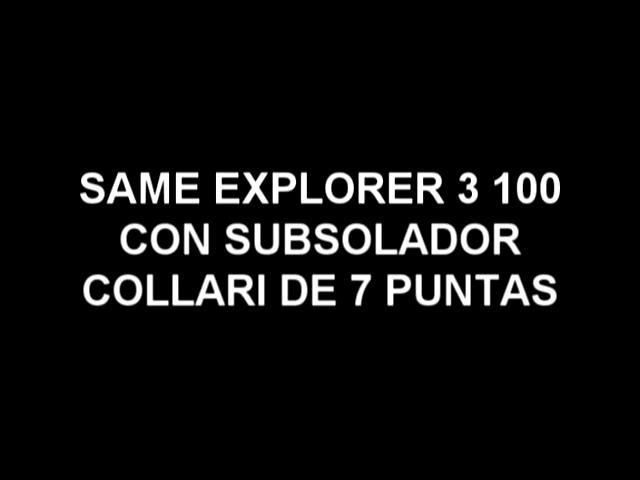 SAME EXPLORER 3 100
CON SUBSOLADOR
COLLARI DE 7 PUNTAS